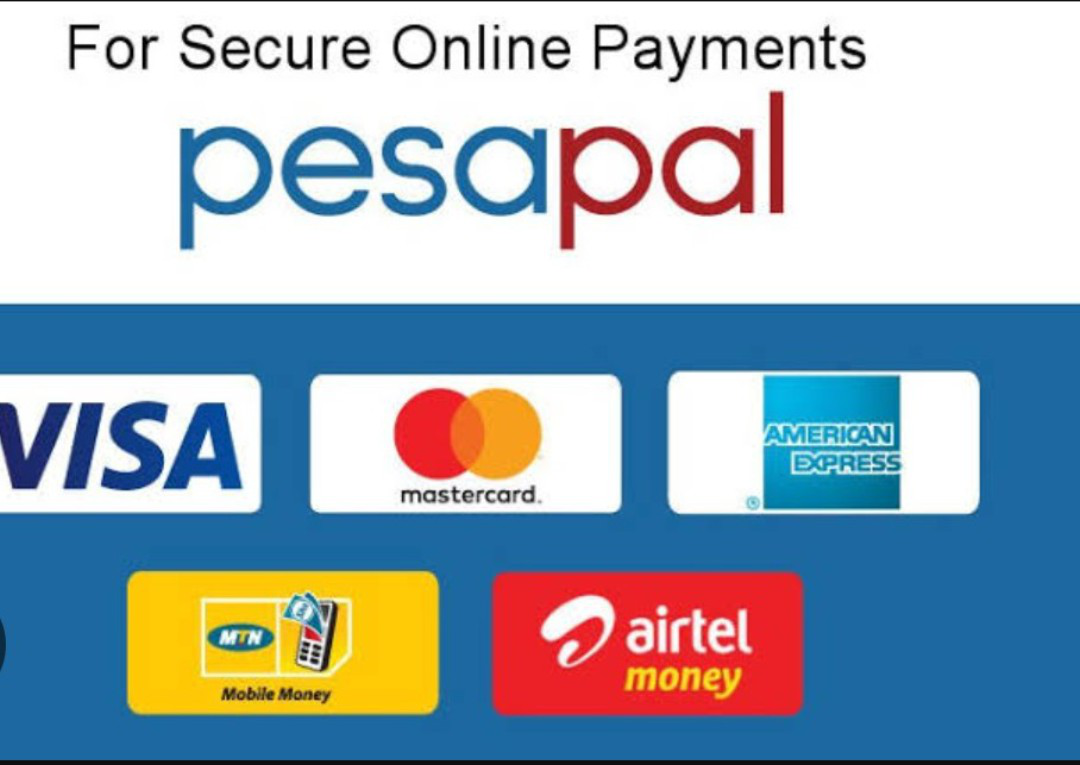 For Secure Online Payments
pesapal
VISA
mastercard.
AMERICAN
EXPRESS
®
MTN
Mobile Money
airtel
money